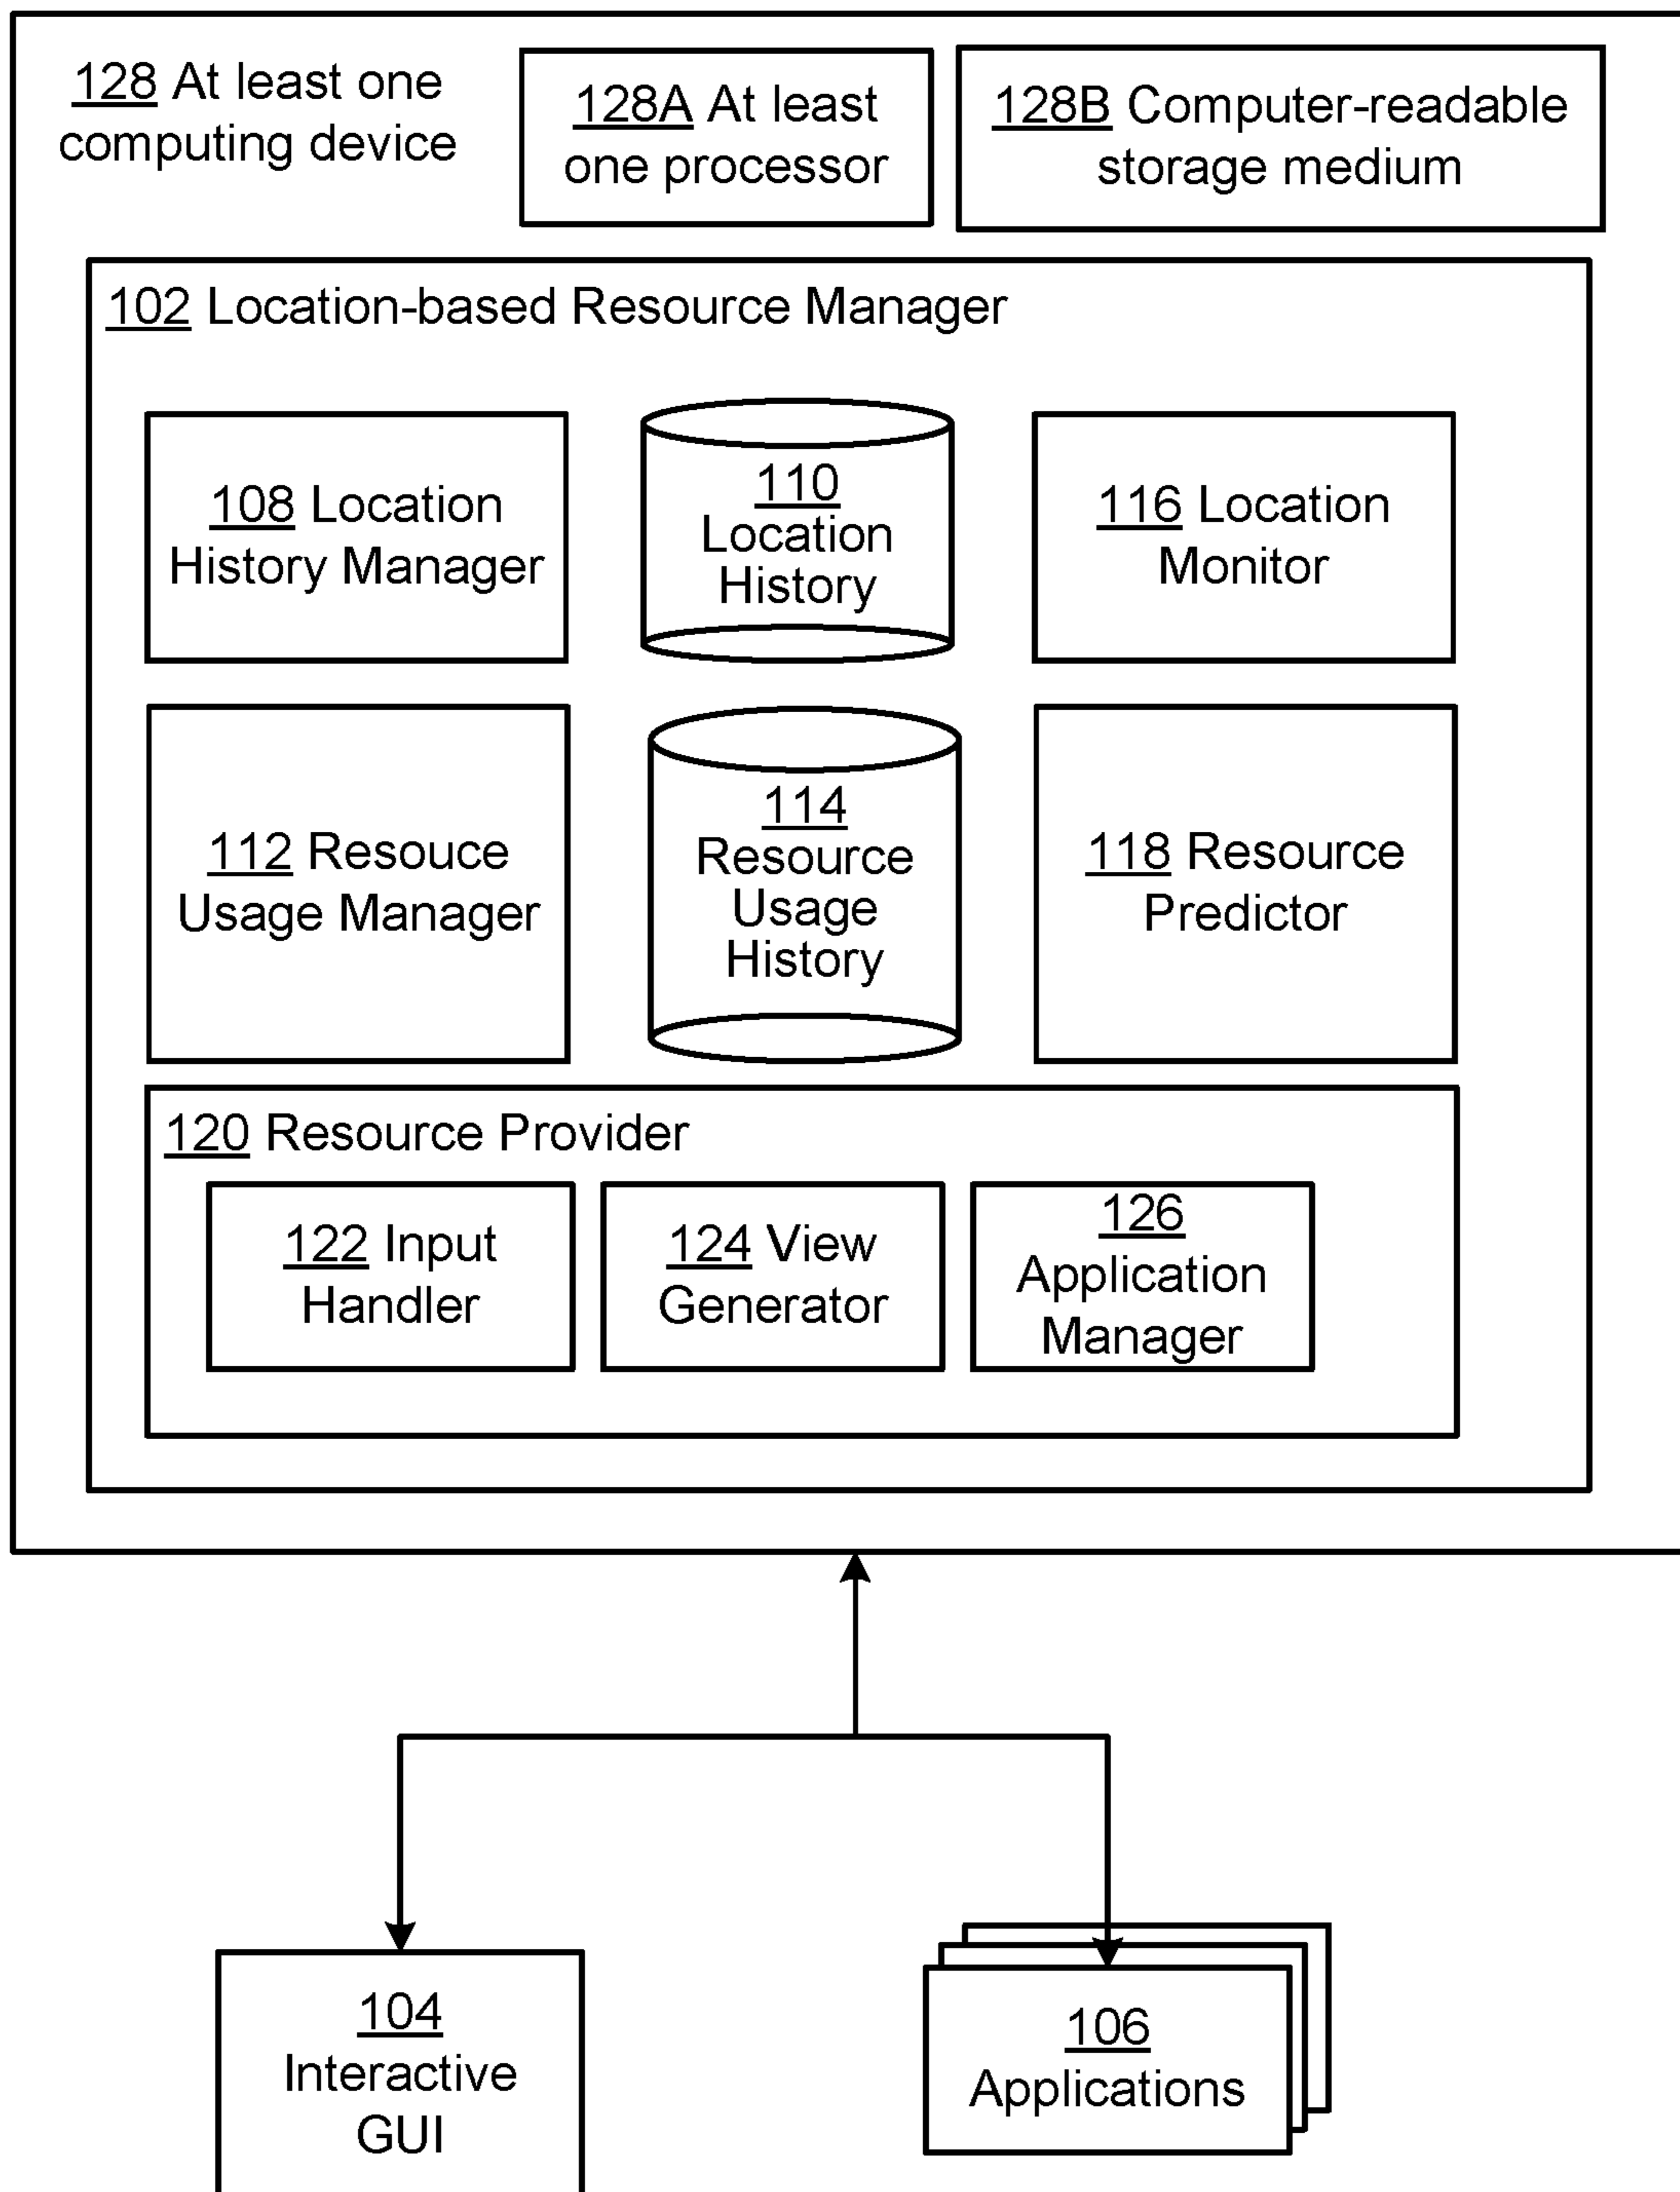 128 At least one
computing device
128A At least
one processor
128B Computer-readable
storage medium
102 Location-based Resource Manager
108 Location
History Manager
110
Location
History
116 Location
Monitor
112 Resouce
Usage Manager
114
Resource
Usage
History
118 Resource
Predictor
120 Resource Provider
122 Input
Handler
124 View
Generator
126
Application
Manager
104
Interactive
GUI
106
Applications